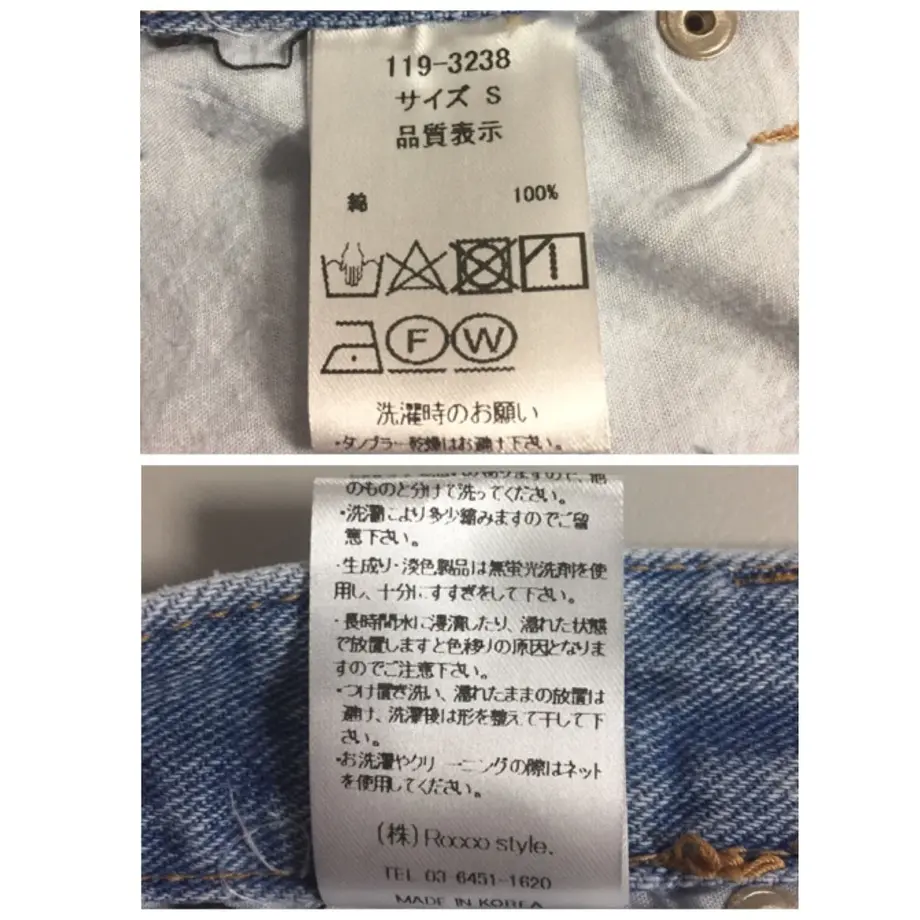 119-3238
サイズ S
品質表示
綿 100%
F W
洗濯時のお願い
・タンブラー乾燥はお避け下さい。
ありますので、他
のものと分けて洗ってください。
・洗濯により多少縮みますのでご留
意下さい。
・生成り・淡色製品は無蛍光洗剤を使
用し、十分にすすぎをして下さい。
・長時間水に浸漬したり、濡れた状態
で放置しますと色移りの原因となりま
すのでご注意下さい。
・つけ置き洗い、濡れたままの放置は
避け、洗濯後は形を整えて干して下
さい。
・お洗濯やクリーニングの際はネット
を使用してください。
(株)Rococo style.
TEL 03 6451-1620
MADE IN KOREA